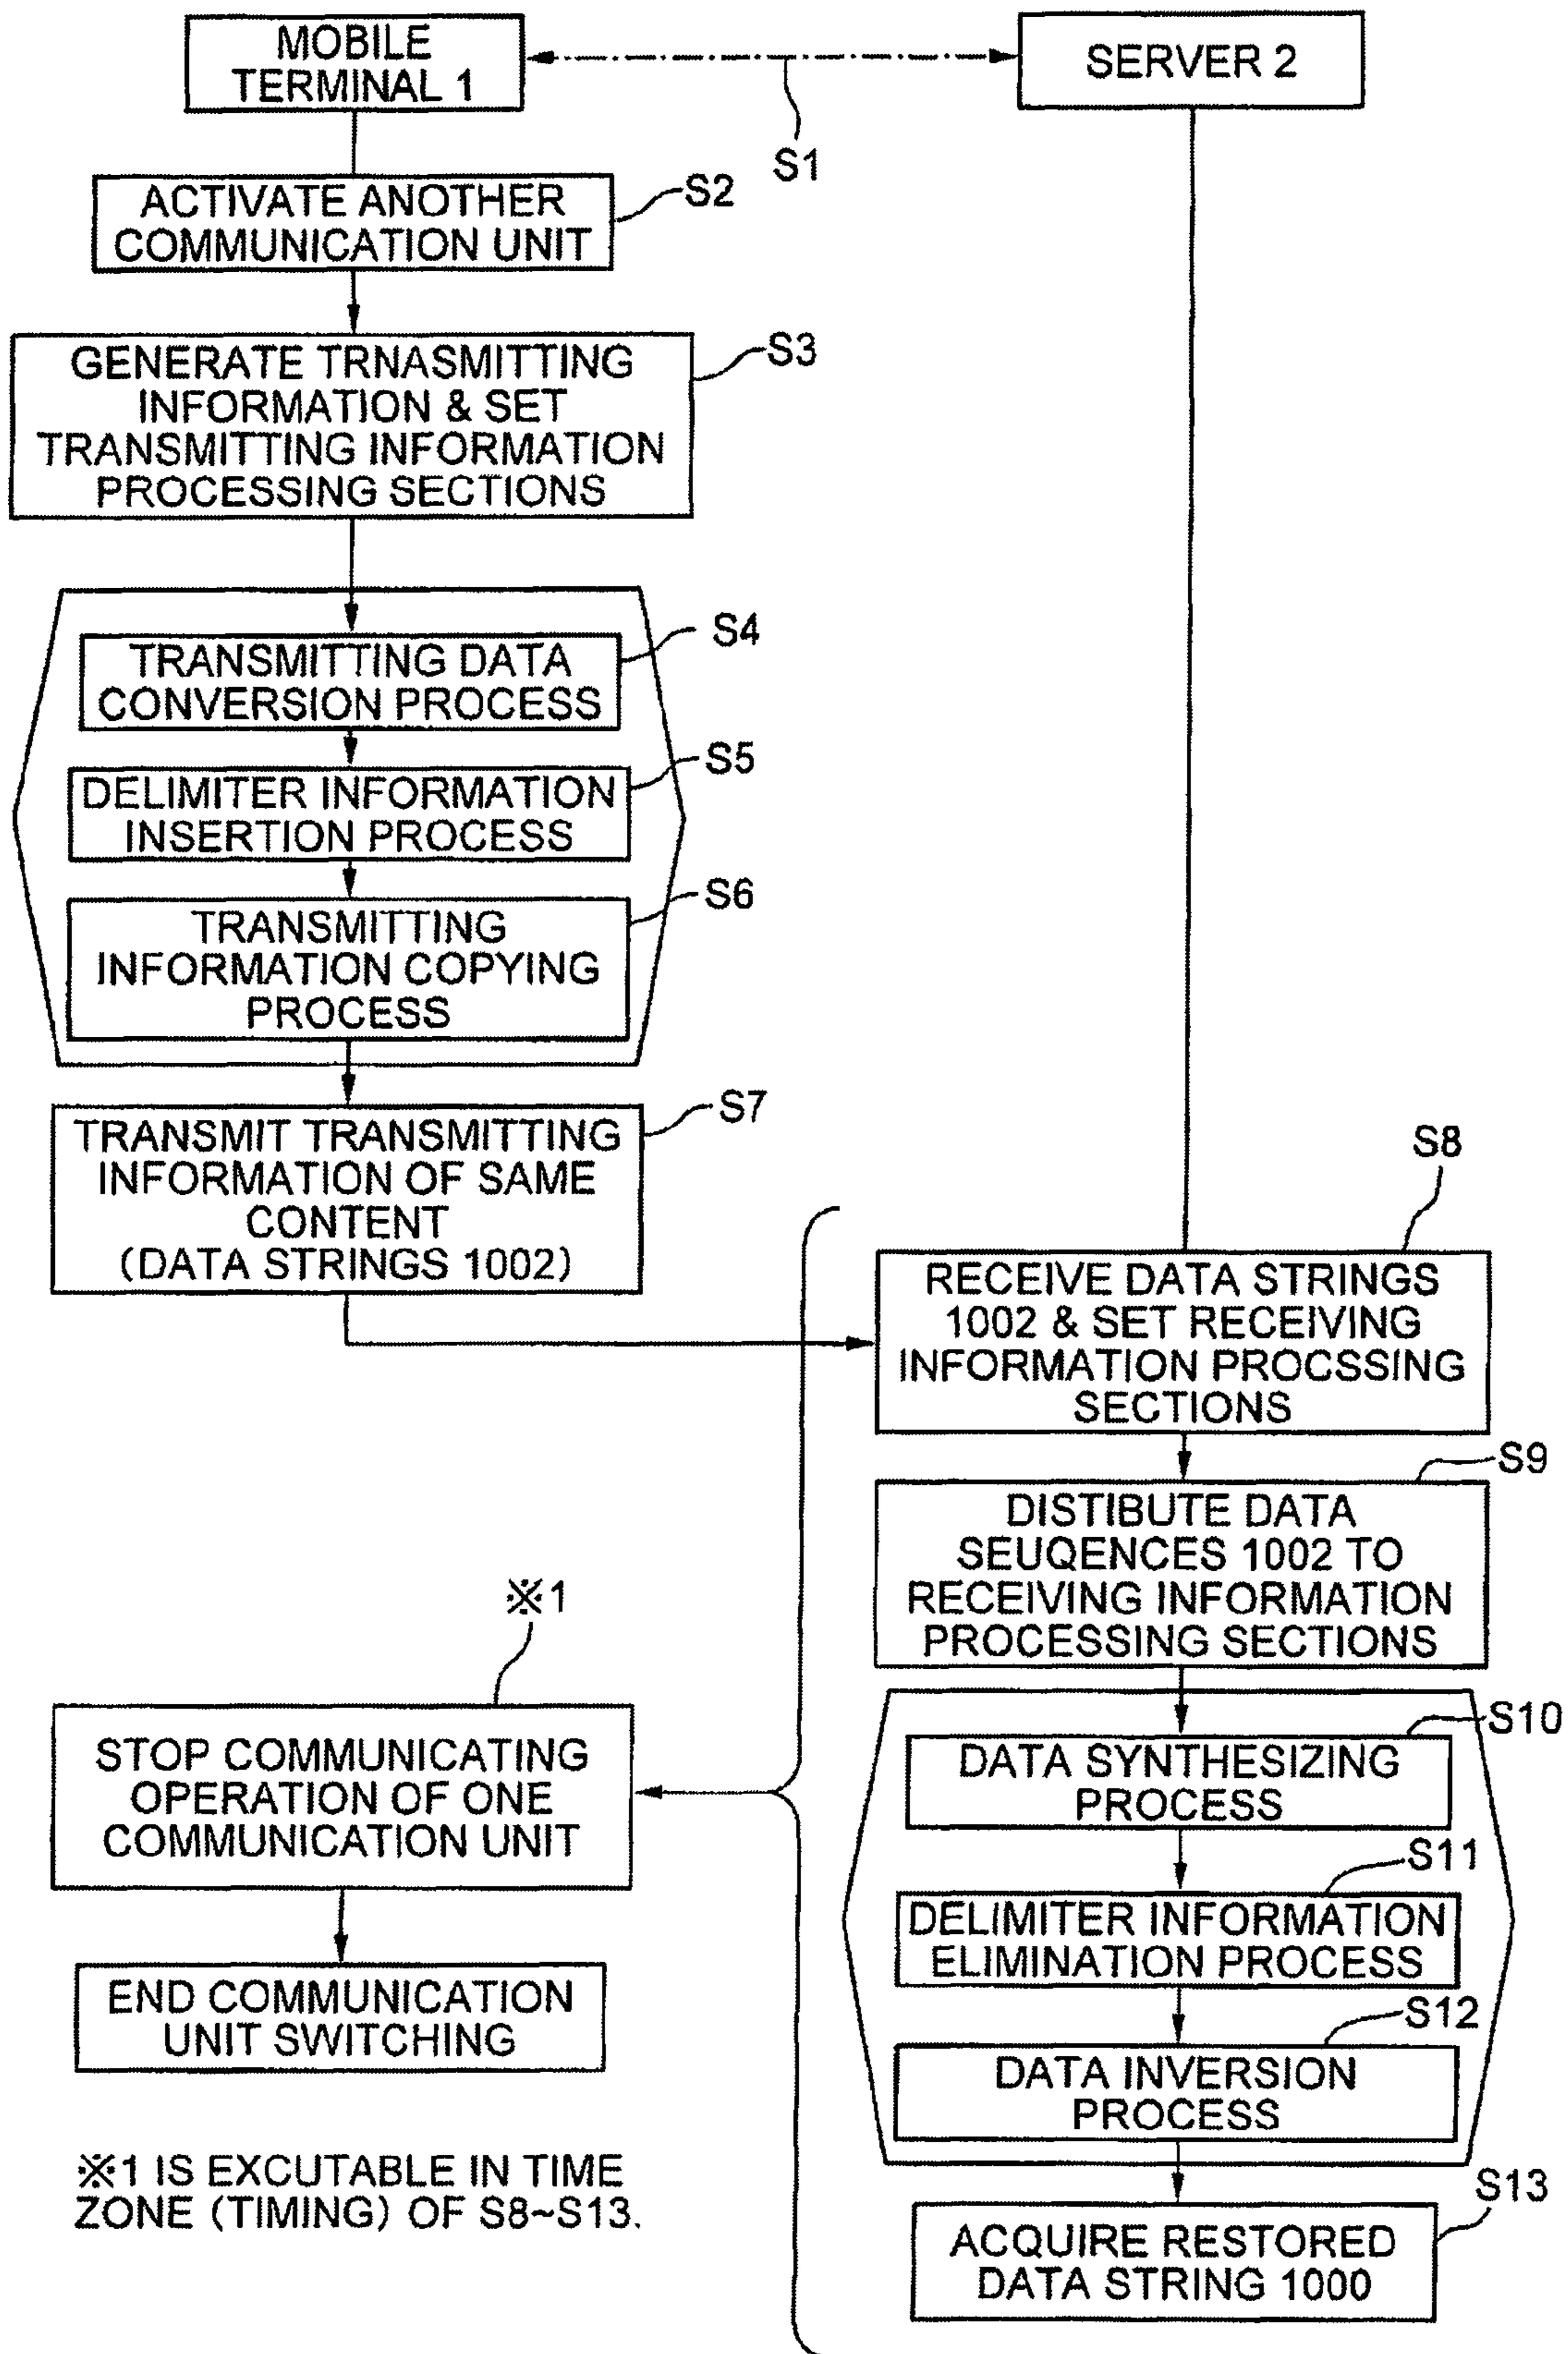 MOBILE
TERMINAL 1
SERVER 2
S1
ACTIVATE ANOTHER
COMMUNICATION UNIT
S2
GENERATE TRNASMITTING
INFORMATION & SET
TRANSMITTING INFORMATION
PROCESSING SECTIONS
S3
TRANSMITTING DATA
CONVERSION PROCESS
S4
DELIMITER INFORMATION
INSERTION PROCESS
S5
TRANSMITTING
INFORMATION COPYING
PROCESS
S6
TRANSMIT TRANSMITTING
INFORMATION OF SAME
CONTENT
(DATA STRINGS 1002)
S7
S8
RECEIVE DATA STRINGS
1002 & SET RECEIVING
INFORMATION PROCSSING
SECTIONS
S9
DISTIBUTE DATA
SEUQENCES 1002 TO
RECEIVING INFORMATION
PROCESSING SECTIONS
S10
DATA SYNTHESIZING
PROCESS
S11
DELIMITER INFORMATION
ELIMINATION PROCESS
S12
DATA INVERSION
PROCESS
S13
ACQUIRE RESTORED
DATA STRING 1000
※1
STOP COMMUNICATING
OPERATION OF ONE
COMMUNICATION UNIT
END COMMUNICATION
UNIT SWITCHING
※1 IS EXCUTABLE IN TIME
ZONE (TIMING) OF S8~S13.